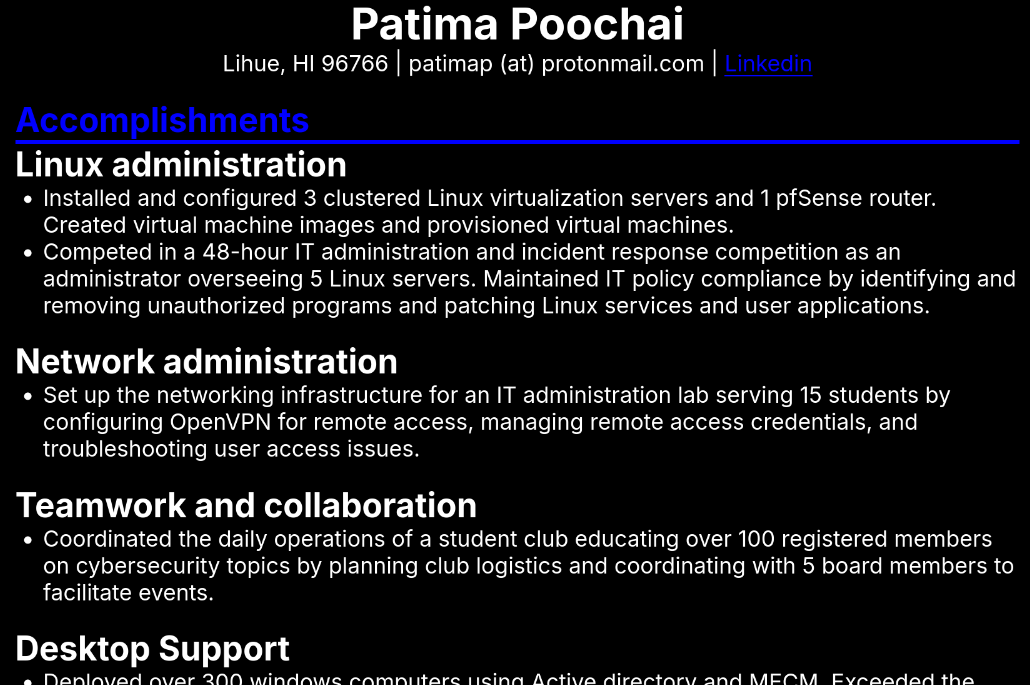 Patima Poochai
Lihue, HI 96766 | patimap (at) protonmail.com | Linkedin
Accomplishments
Linux administration
• Installed and configured 3 clustered Linux virtualization servers and 1 pfSense router.
Created virtual machine images and provisioned virtual machines.
• Competed in a 48-hour IT administration and incident response competition as an
administrator overseeing 5 Linux servers. Maintained IT policy compliance by identifying and
removing unauthorized programs and patching Linux services and user applications.
Network administration
• Set up the networking infrastructure for an IT administration lab serving 15 students by
configuring OpenVPN for remote access, managing remote access credentials, and
troubleshooting user access issues.
Teamwork and collaboration
• Coordinated the daily operations of a student club educating over 100 registered members
on cybersecurity topics by planning club logistics and coordinating with 5 board members to
facilitate events.
Desktop Support
• Deployed over 300 windows computers using Active directory and MECM. Exceeded the